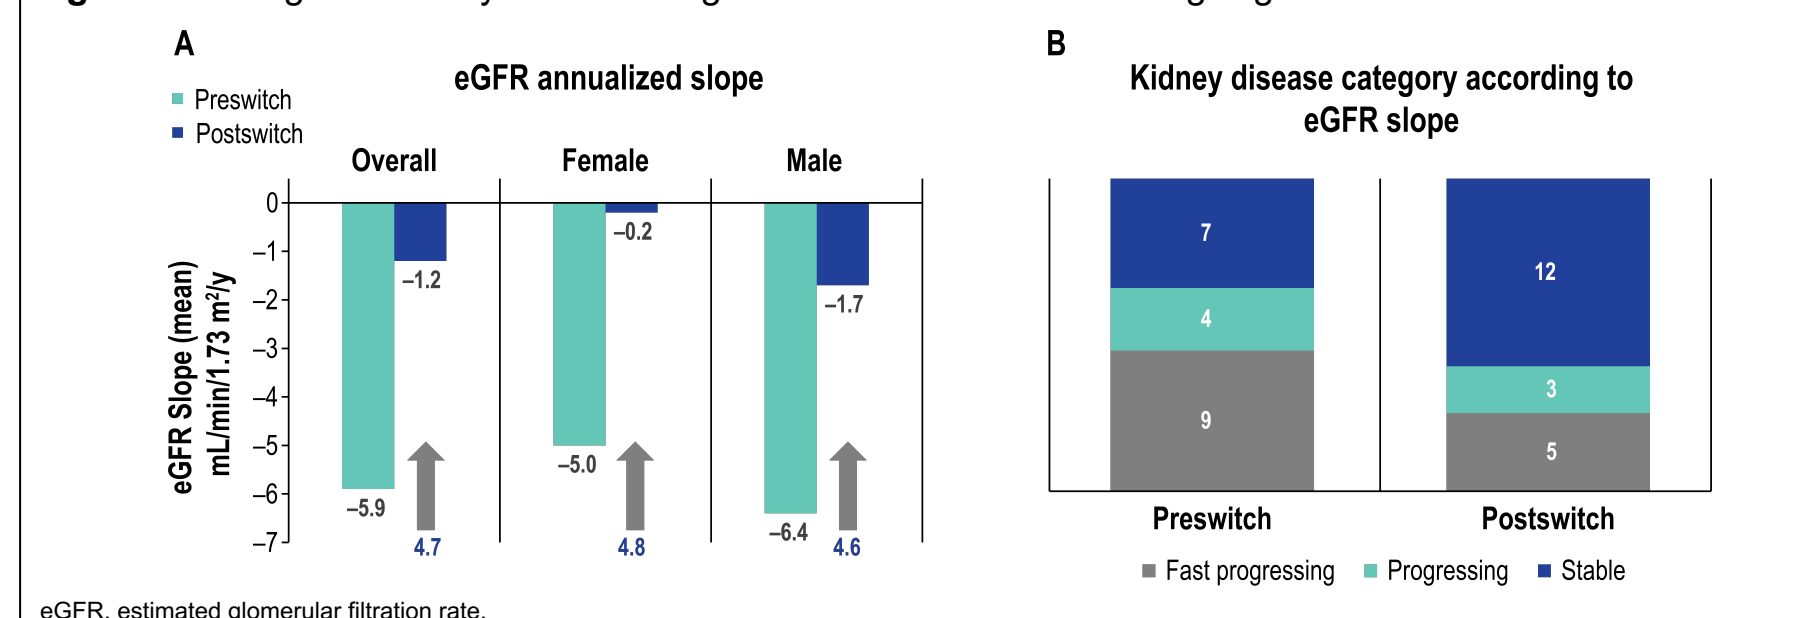 A
eGFR annualized slope
Preswitch
Postswitch
Overall
Female
Male
eGFR Slope (mean)
mL/min/1.73 m²/y
0
–1
–2
–3
–4
–5
–6
–7
–5.9
–1.2
4.7
–5.0
–0.2
4.8
–6.4
–1.7
4.6
B
Kidney disease category according to
eGFR slope
7
4
9
12
3
5
Preswitch
Postswitch
Fast progressing
Progressing
Stable
eGFR, estimated glomerular filtration rate.